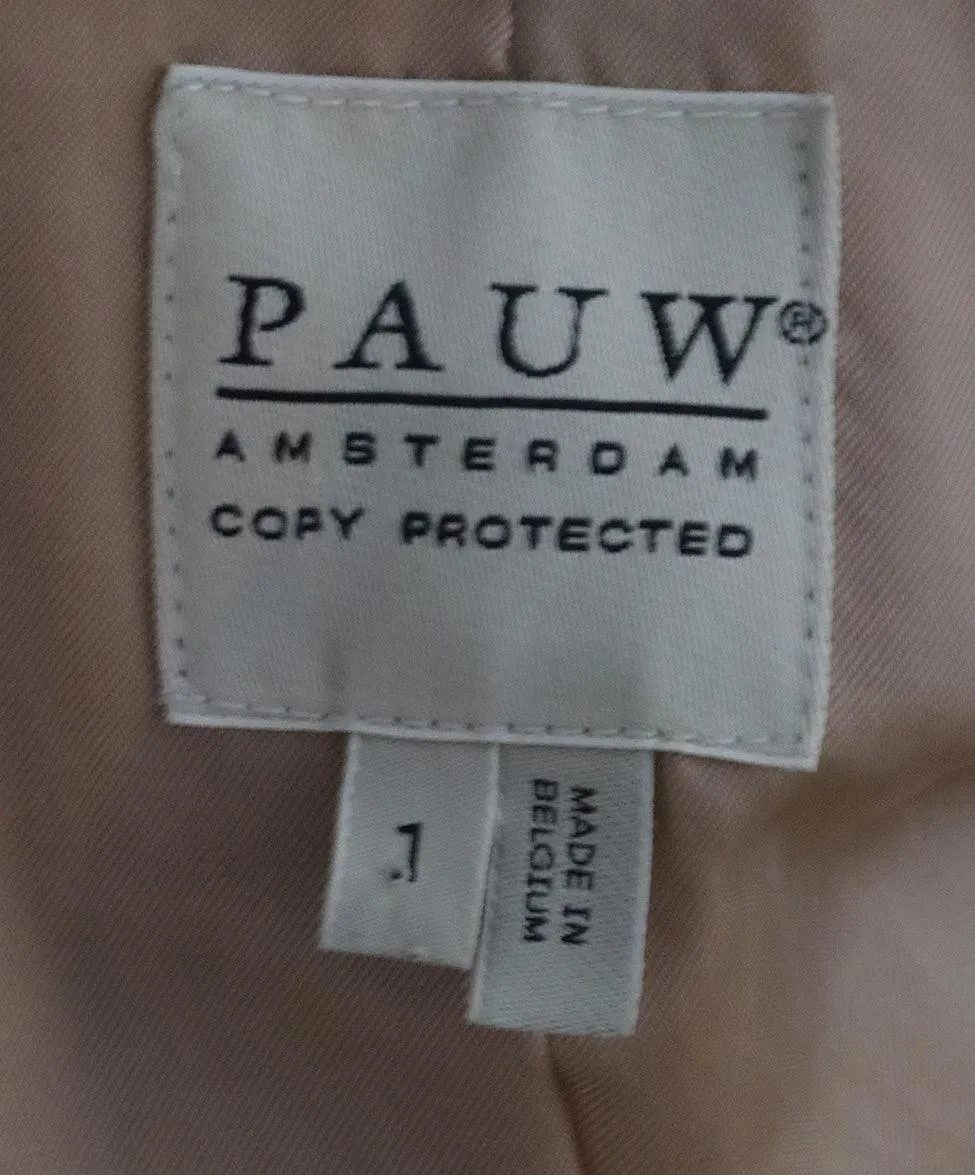 PAUW®
AMSTERDAM
COPY PROTECTED
1
MADE IN
BELGIUM